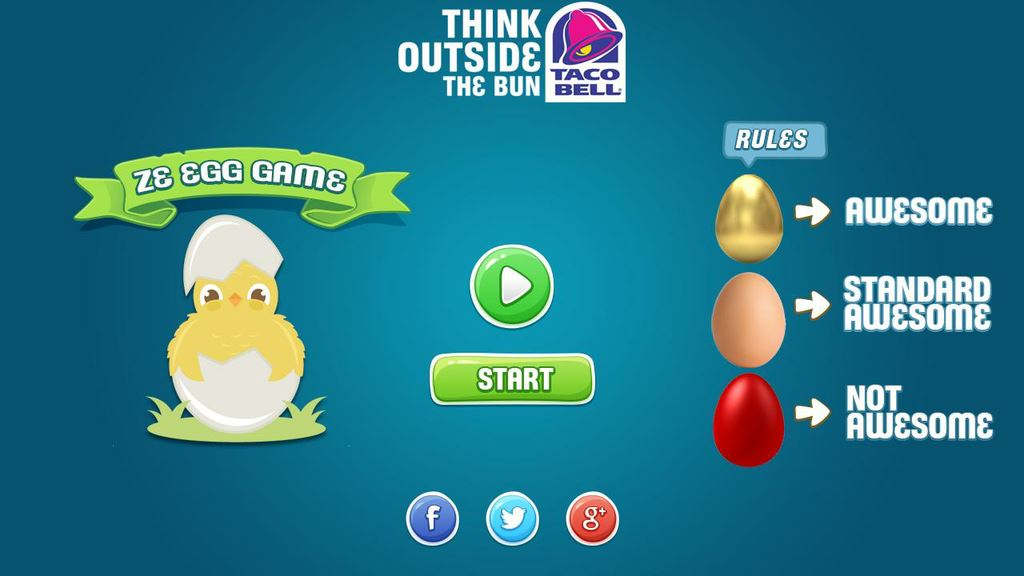 THINK
OUTSIDE
THE BUN
TACO
BELL
ZE EGG GAME
RULES
AWESOME
STANDARD
AWESOME
START
NOT
AWESOME
f
g+